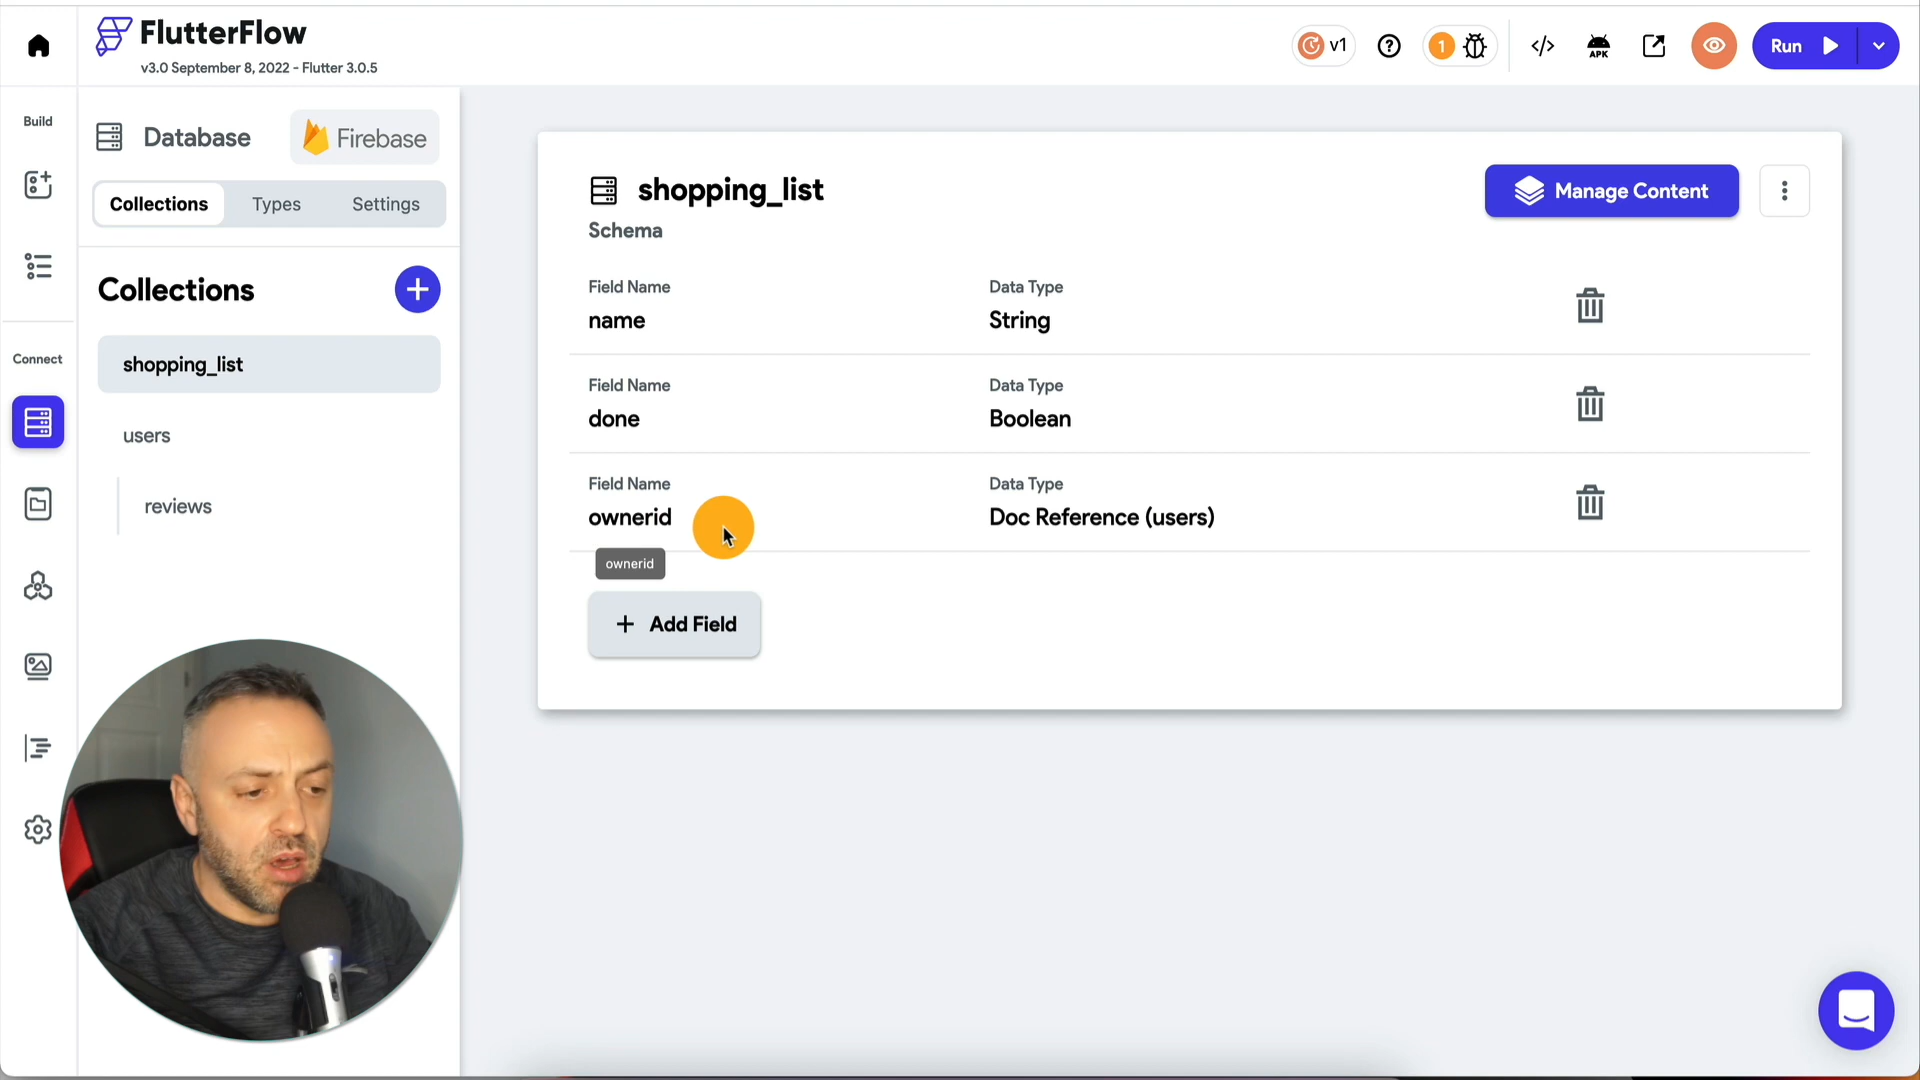 FlutterFlow
v3.0 September 8, 2022 - Flutter 3.0.5
v1
1
APK
Run
Build
Database
Firebase
Collections
Types
Settings
Collections
shopping_list
users
reviews
Connect
shopping_list
Manage Content
Schema
Field Name
Data Type
name
String
Field Name
Data Type
done
Boolean
Field Name
Data Type
ownerid
Doc Reference (users)
ownerid
+ Add Field